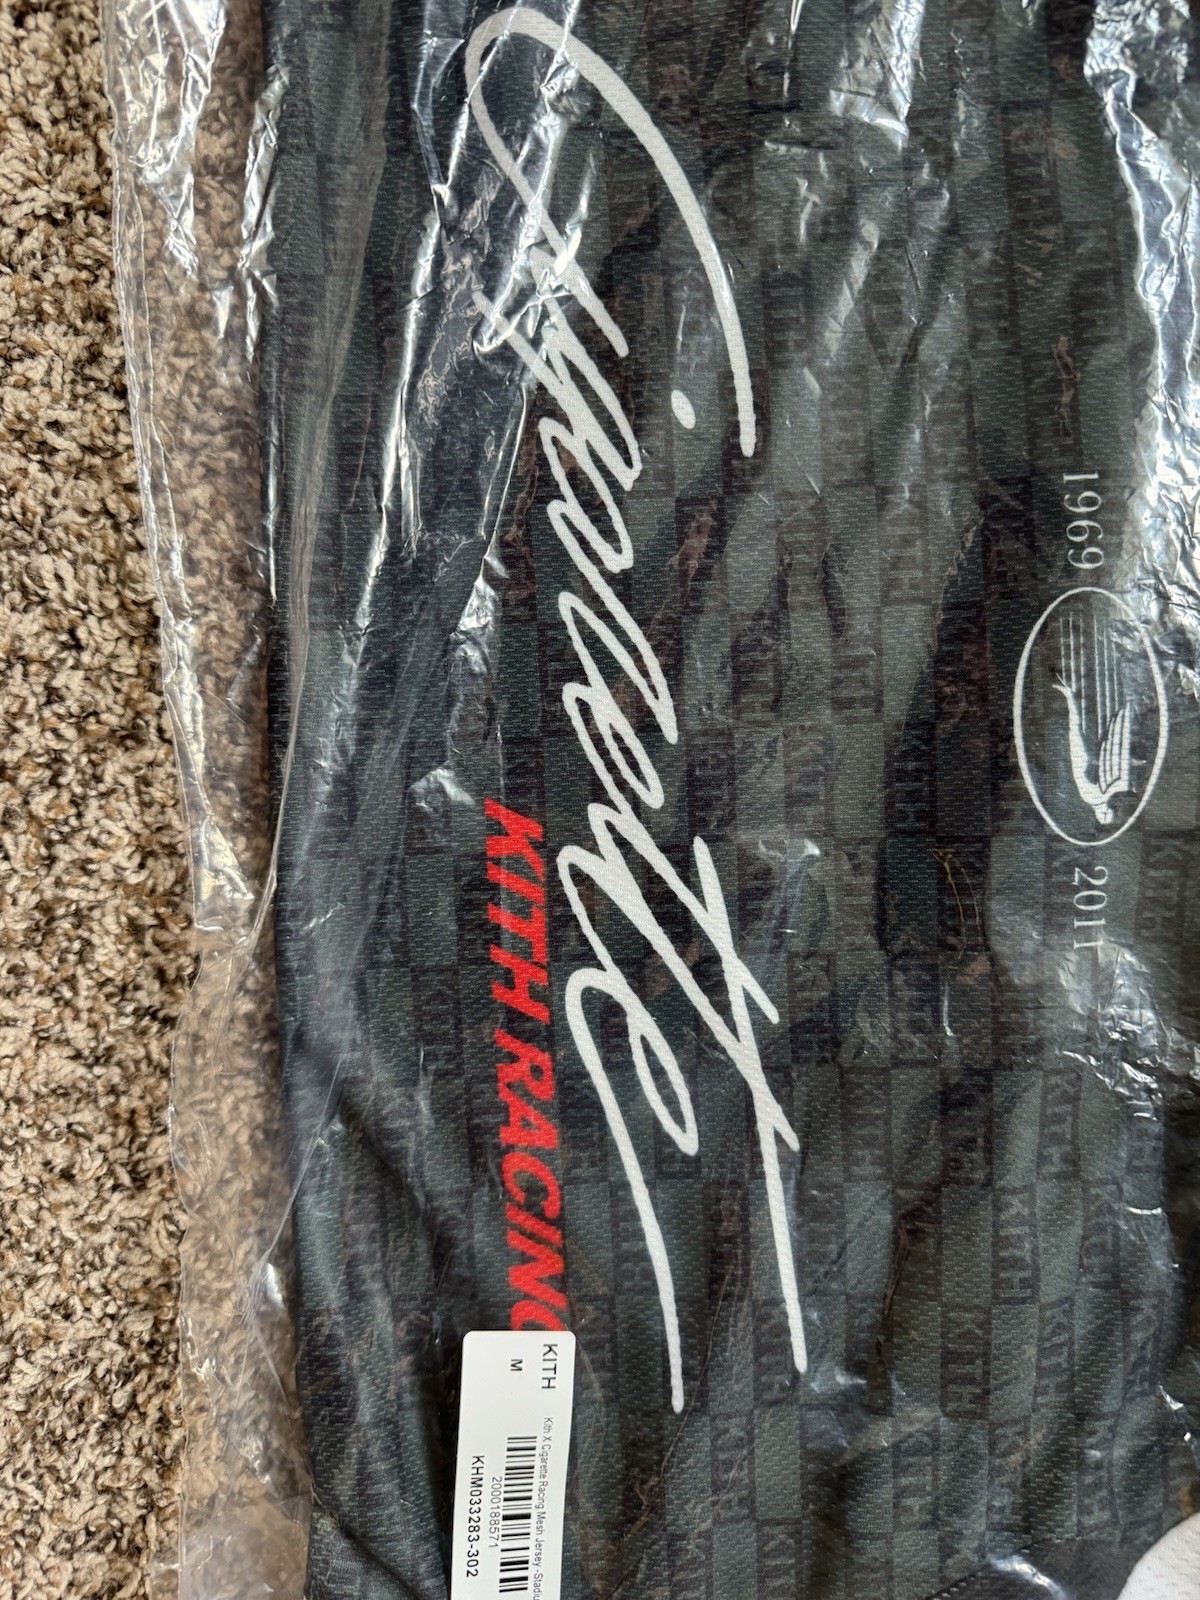 1969 2011
Cigarette
KITH RACING
KITH
M
Kith X Cigarette Racing Mesh Jersey -Stadiu
2000188571
KHM033283-302